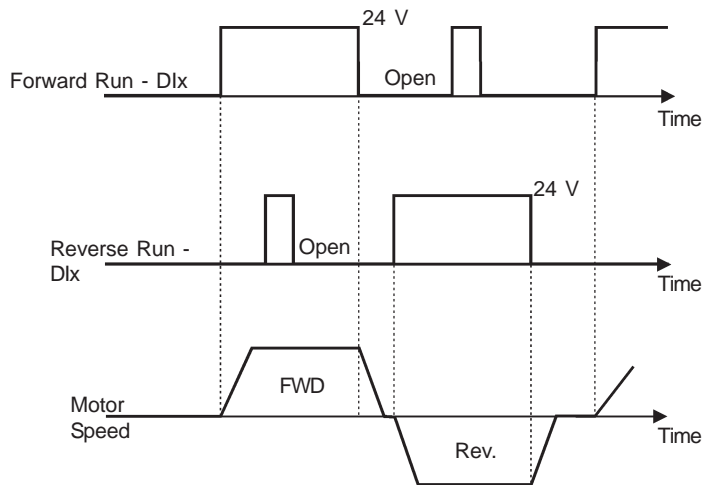 24 V
Forward Run - DIx
Open
Time
24 V
Reverse Run -
DIx
Open
Time
FWD
Motor
Speed
Rev.
Time